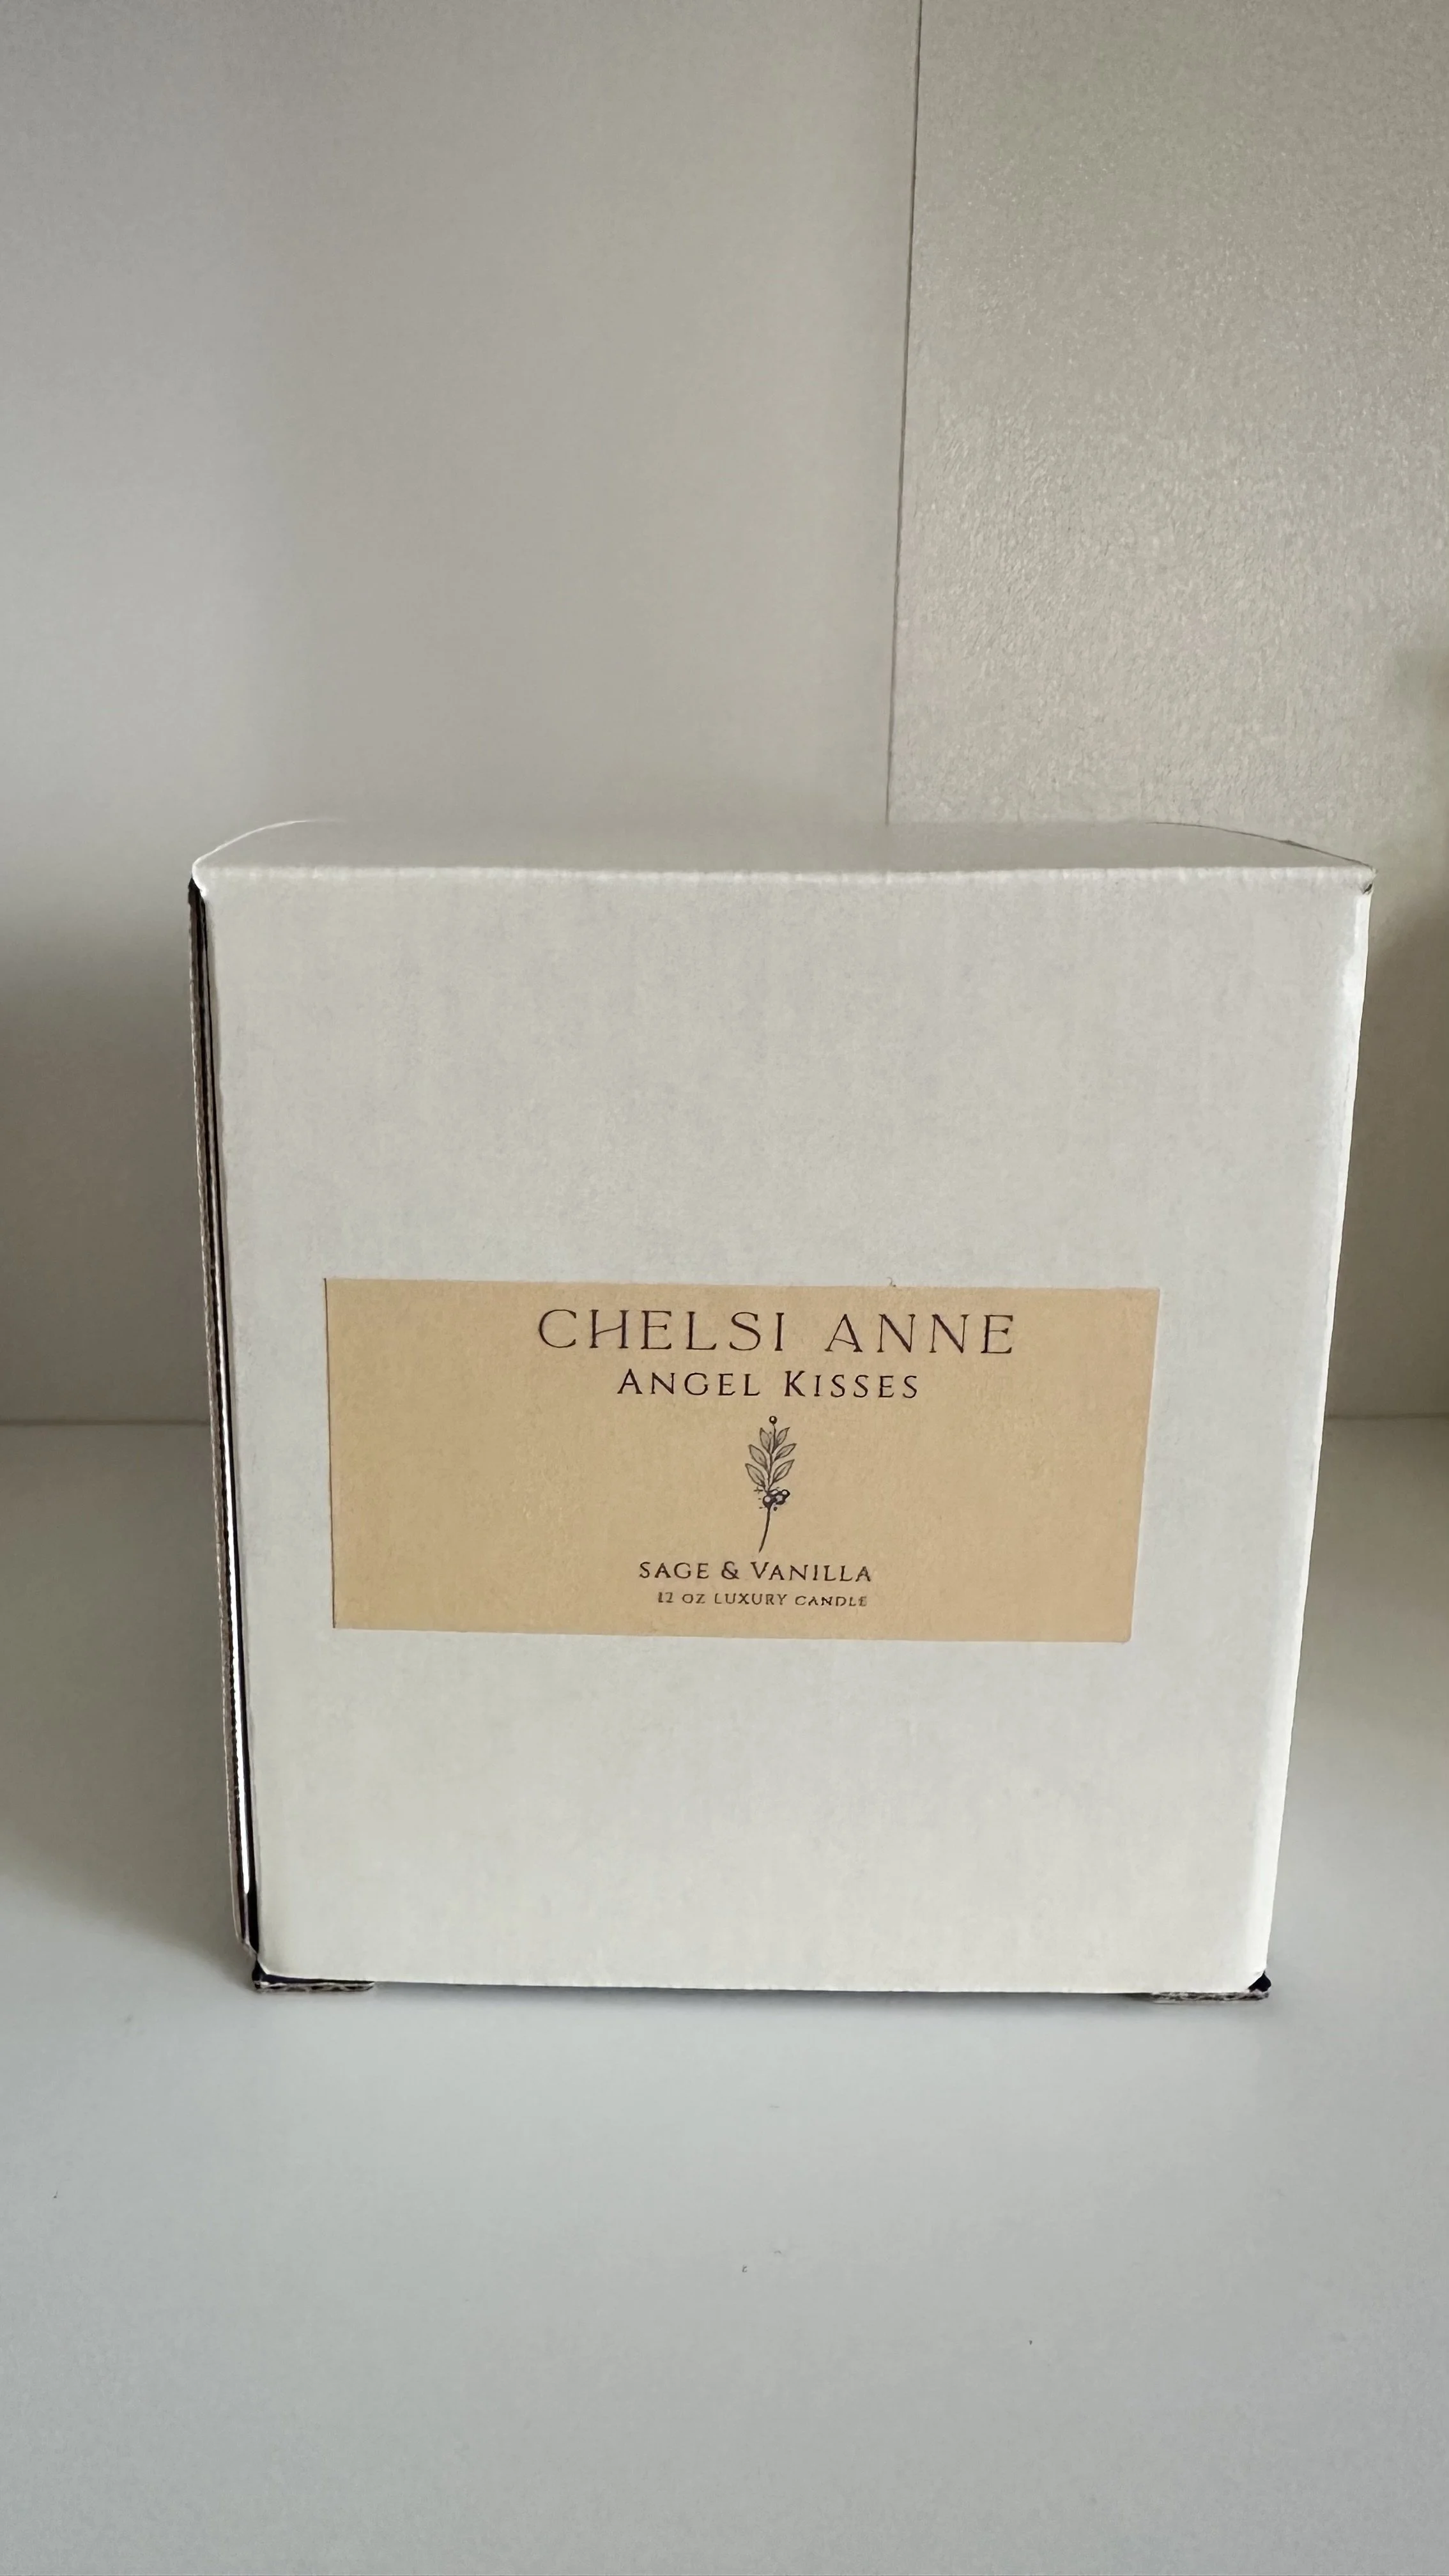 CHELSI ANNE
ANGEL KISSES
SAGE & VANILLA
12 OZ LUXURY CANDLE